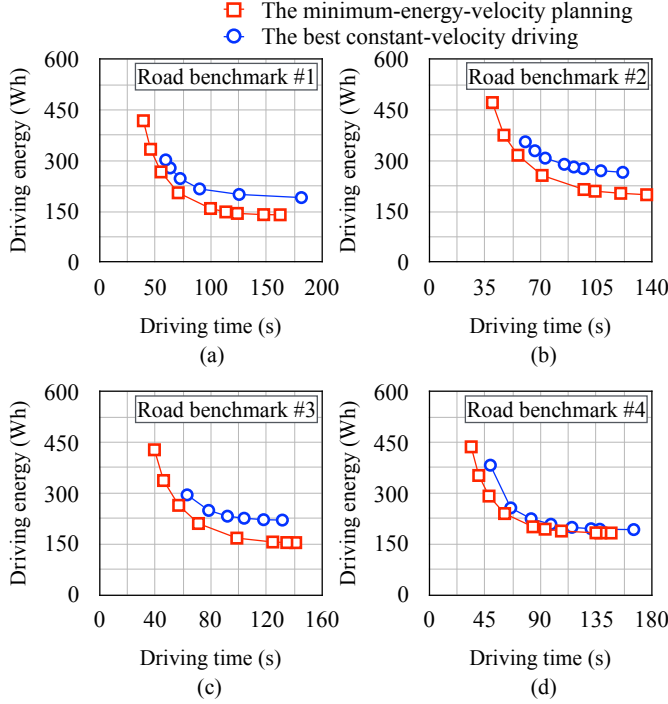 The minimum-energy-velocity planning
The best constant-velocity driving
Driving energy (Wh)
600
450
300
150
0
Road benchmark #1
0 50 100 150 200
Driving time (s)
(a)
Driving energy (Wh)
600
450
300
150
0
Road benchmark #2
0 35 70 105 140
Driving time (s)
(b)
Driving energy (Wh)
600
450
300
150
0
Road benchmark #3
0 40 80 120 160
Driving time (s)
(c)
Driving energy (Wh)
600
450
300
150
0
Road benchmark #4
0 45 90 135 180
Driving time (s)
(d)